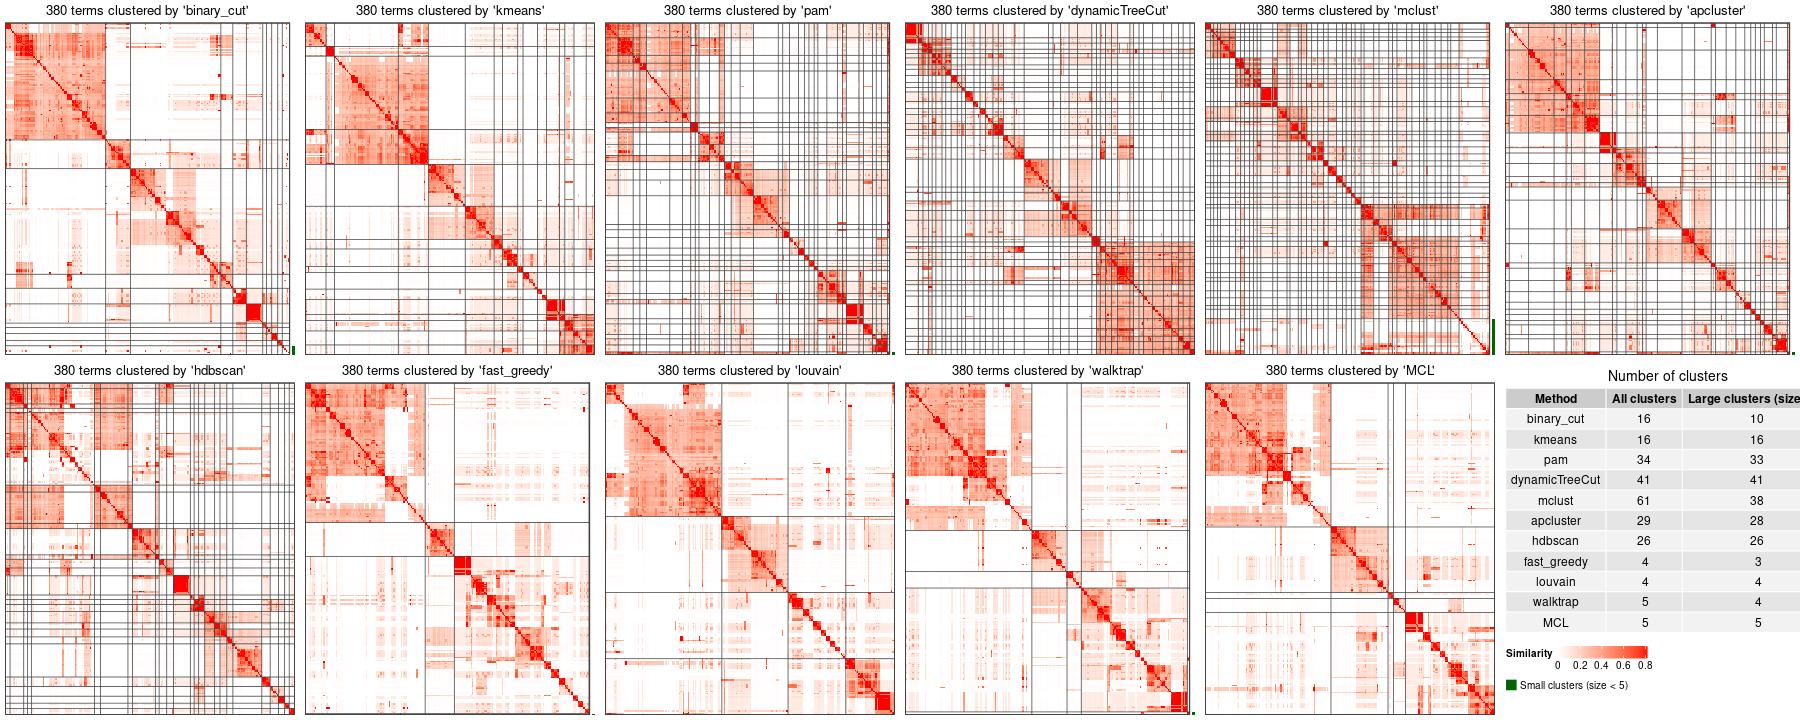 380 terms clustered by 'binary_cut'
380 terms clustered by 'kmeans'
380 terms clustered by 'pam'
380 terms clustered by 'dynamicTreeCut'
380 terms clustered by 'mclust'
380 terms clustered by 'apcluster'
380 terms clustered by 'hdbscan'
380 terms clustered by 'fast_greedy'
380 terms clustered by 'louvain'
380 terms clustered by 'walktrap'
380 terms clustered by 'MCL'
Number of clusters
Method All clusters Large clusters (size
binary_cut 16 10
kmeans 16 16
pam 34 33
dynamicTreeCut 41 41
mclust 61 38
apcluster 29 28
hdbscan 26 26
fast_greedy 4 3
louvain 4 4
walktrap 5 4
MCL 5 5
Similarity
0 0.2 0.4 0.6 0.8
Small clusters (size < 5)